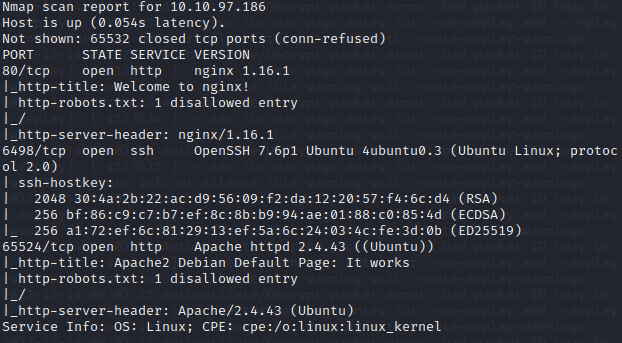 Nmap scan report for 10.10.97.186
Host is up (0.054s latency).
Not shown: 65532 closed tcp ports (conn-refused)
PORT      STATE SERVICE VERSION
80/tcp    open  http    nginx 1.16.1
|_http-title: Welcome to nginx!
| http-robots.txt: 1 disallowed entry
|_/
|_http-server-header: nginx/1.16.1
6498/tcp  open  ssh     OpenSSH 7.6p1 Ubuntu 4ubuntu0.3 (Ubuntu Linux; protoc
ol 2.0)
| ssh-hostkey:
|   2048 30:4a:2b:22:ac:d9:56:09:f2:da:12:20:57:f4:6c:d4 (RSA)
|   256 bf:86:c9:c7:b7:ef:8c:8b:b9:94:ae:01:88:c0:85:4d (ECDSA)
|_  256 a1:72:ef:6c:81:29:13:ef:5a:6c:24:03:4c:fe:3d:0b (ED25519)
65524/tcp open  http    Apache httpd 2.4.43 ((Ubuntu))
|_http-title: Apache2 Debian Default Page: It works
| http-robots.txt: 1 disallowed entry
|_/
|_http-server-header: Apache/2.4.43 (Ubuntu)
Service Info: OS: Linux; CPE: cpe:/o:linux:linux_kernel